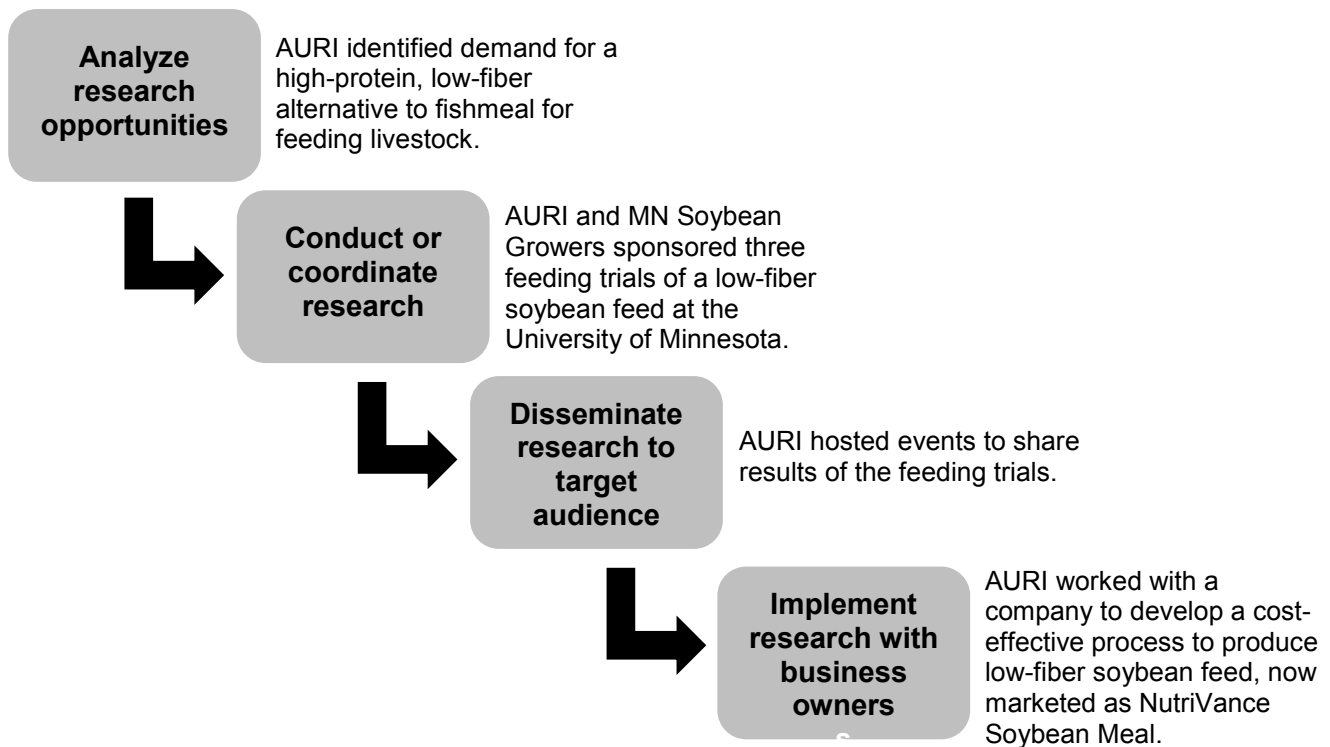 Analyze
research
opportunities
AURI identified demand for a
high-protein, low-fiber
alternative to fishmeal for
feeding livestock.
Conduct or
coordinate
research
AURI and MN Soybean
Growers sponsored three
feeding trials of a low-fiber
soybean feed at the
University of Minnesota.
Disseminate
research to
target
audience
AURI hosted events to share
results of the feeding trials.
Implement
research with
business
owners
s
AURI worked with a
company to develop a cost-
effective process to produce
low-fiber soybean feed, now
marketed as NutriVance
Soybean Meal.